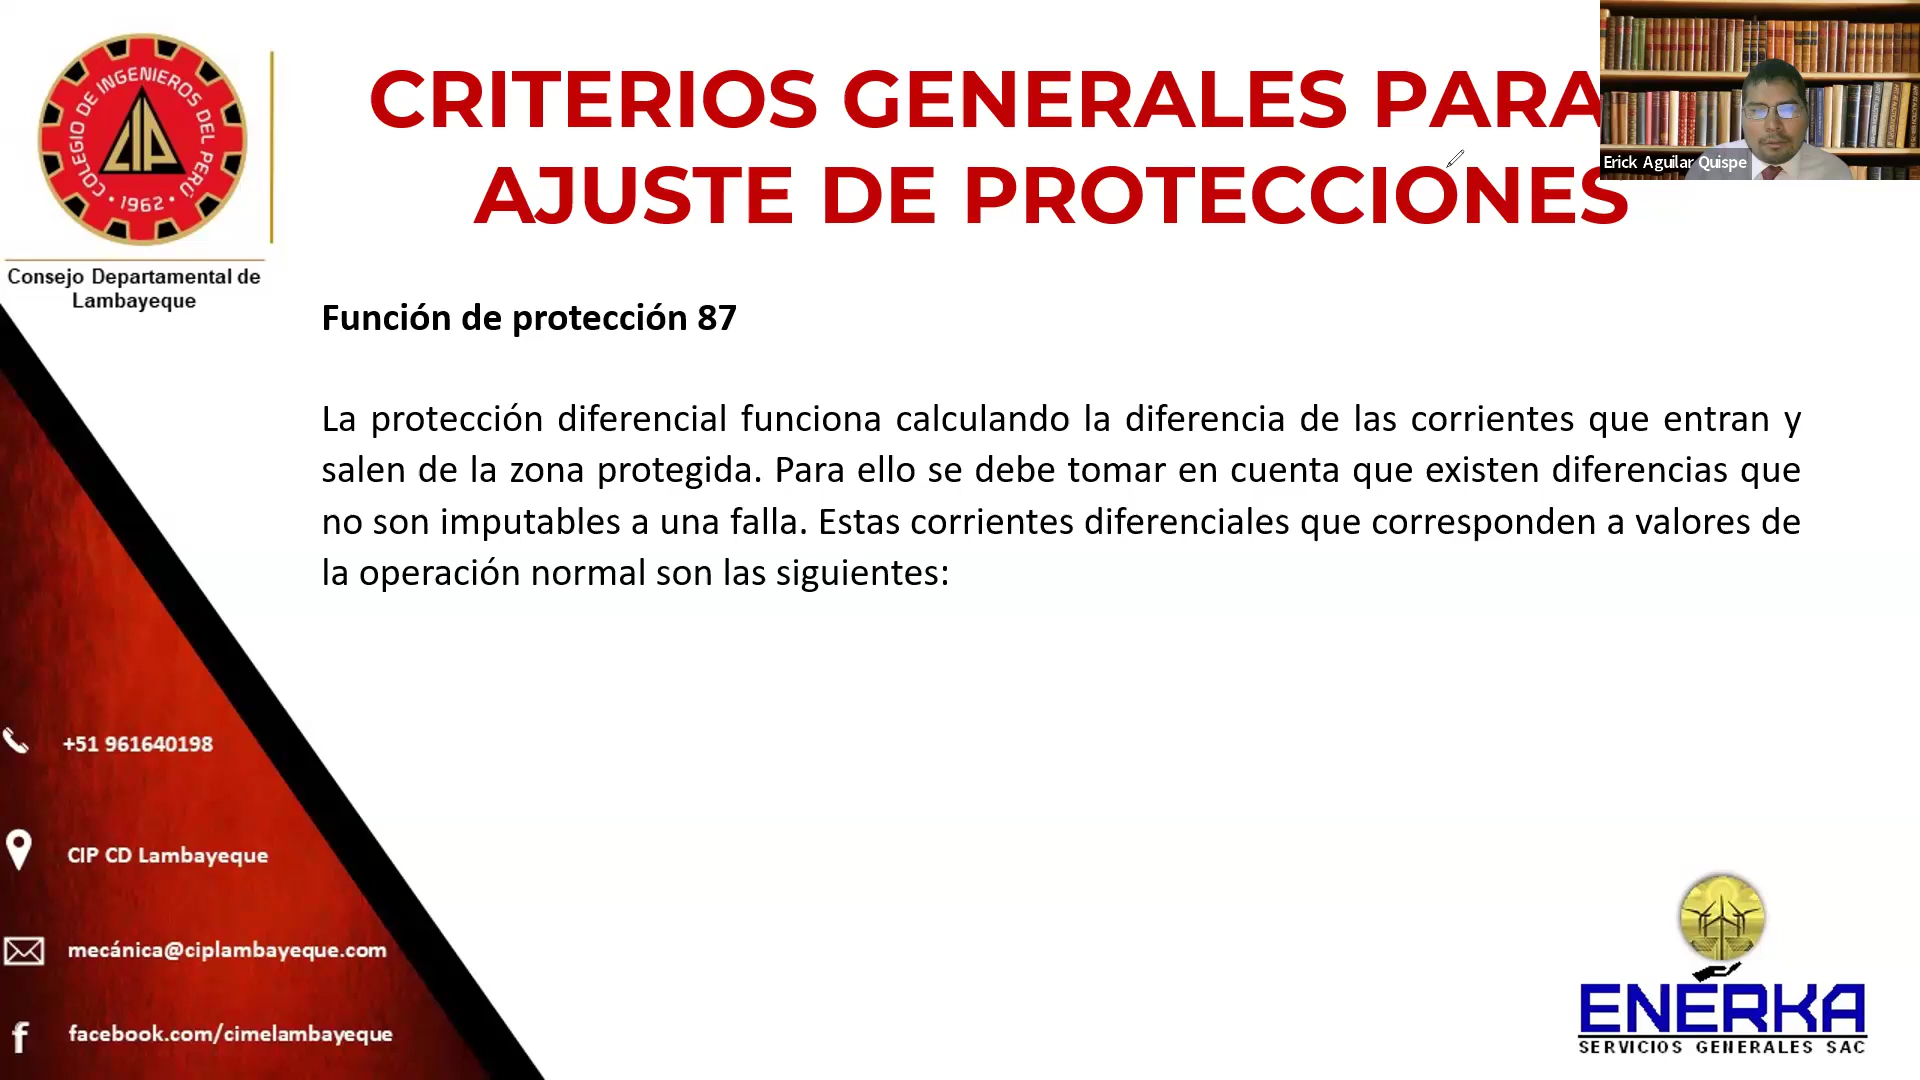 COLEGIO DE INGENIEROS DEL PERÚ
CIP
• 1962 •
Consejo Departamental de
Lambayeque
CRITERIOS GENERALES PARA
AJUSTE DE PROTECCIONES
Erick Aguilar Quispe
Función de protección 87
La protección diferencial funciona calculando la diferencia de las corrientes que entran y
salen de la zona protegida. Para ello se debe tomar en cuenta que existen diferencias que
no son imputables a una falla. Estas corrientes diferenciales que corresponden a valores de
la operación normal son las siguientes:
+51 961640198
CIP CD Lambayeque
mecánica@ciplambayeque.com
facebook.com/cimelambayeque
ENERKA
SERVICIOS GENERALES SAC